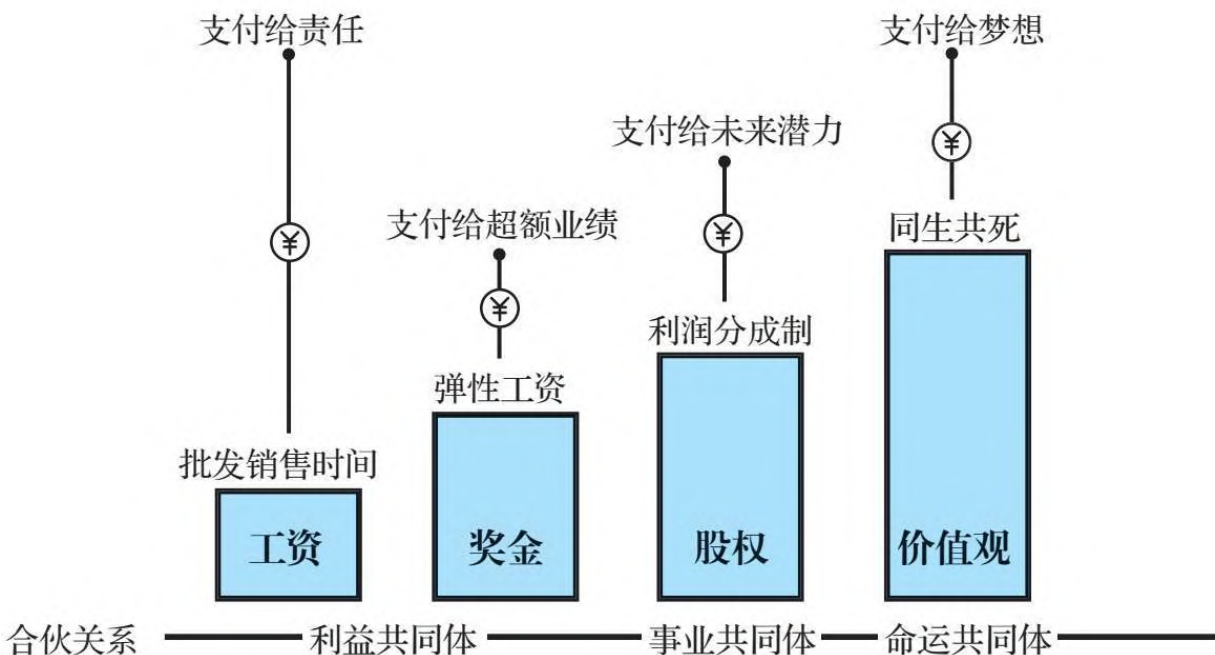 支付给责任
支付给梦想
支付给未来潜力
支付给超额业绩
同生共死
利润分成制
弹性工资
批发销售时间
工资
奖金
股权
价值观
合伙关系
利益共同体
事业共同体
命运共同体
¥
¥
¥
¥